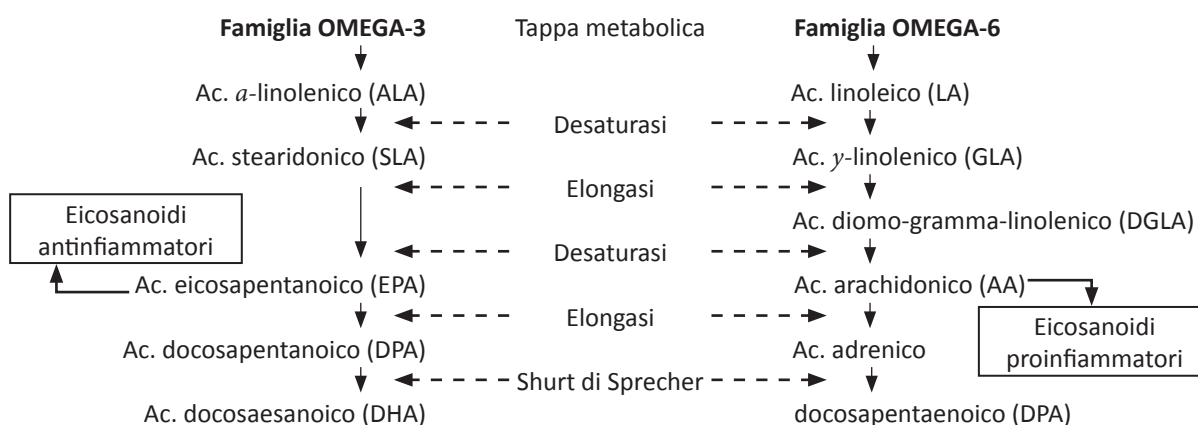 Famiglia OMEGA-3 Tappa metabolica Famiglia OMEGA-6
Ac. a-linolenico (ALA) Ac. linoleico (LA)
Desaturasi
Ac. stearidonico (SLA) Ac. y-linolenico (GLA)
Elongasi
Eicosanoidi
antinfiammatori
Ac. diomo-gramma-linolenico (DGLA)
Desaturasi
Ac. eicosapentanoico (EPA) Ac. arachidonico (AA)
Elongasi
Eicosanoidi
proinfiammatori
Ac. docosapentanoico (DPA) Ac. adrenico
Shurt di Sprecher
Ac. docosaesanoico (DHA) docosapentaenoico (DPA)